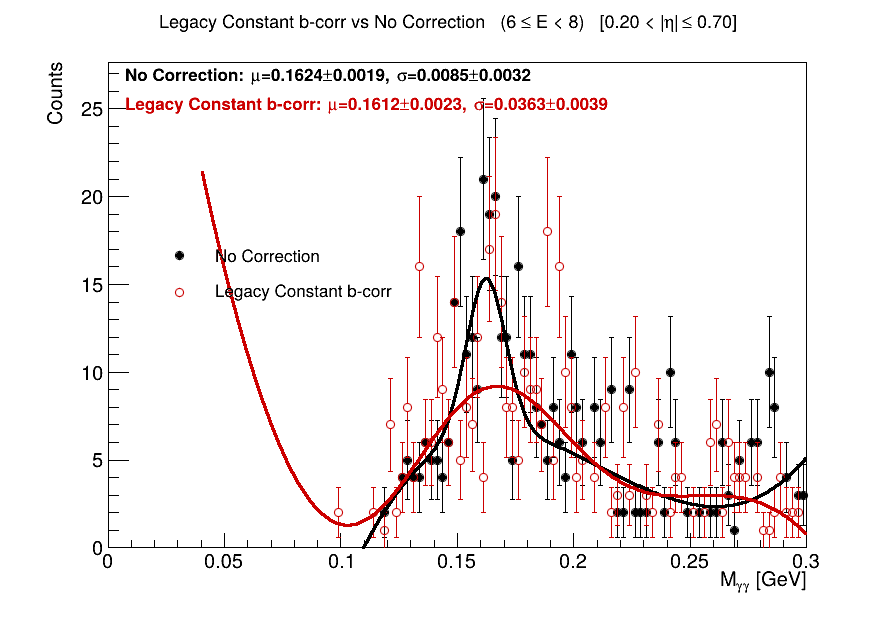 Legacy Constant b-corr vs No Correction (6 ≤ E < 8) [0.20 < |η| ≤ 0.70]
No Correction: μ=0.1624±0.0019, σ=0.0085±0.0032
Legacy Constant b-corr: μ=0.1612±0.0023, σ=0.0363±0.0039
Counts
25
20
15
10
5
0
No Correction
Legacy Constant b-corr
0 0.05 0.1 0.15 0.2 0.25 0.3
Mγγ [GeV]